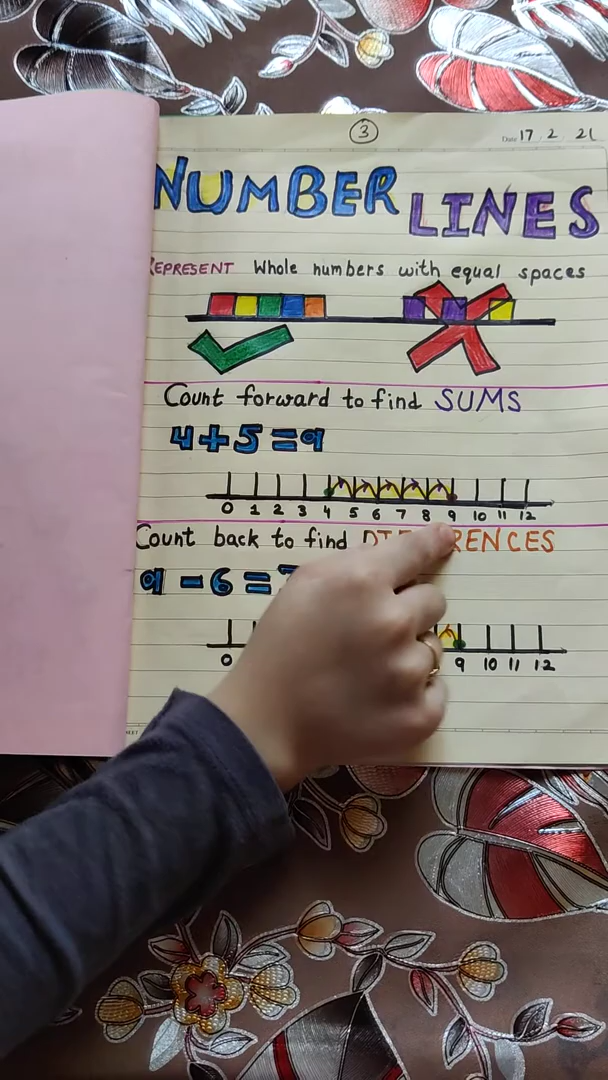 3
Date 17 2 21
NUMBER LINES
REPRESENT Whole numbers with equal spaces
Count forward to find SUMS
4+5=9
0 1 2 3 4 5 6 7 8 9 10 11 12
Count back to find
9-6=
0 9 10 11 12